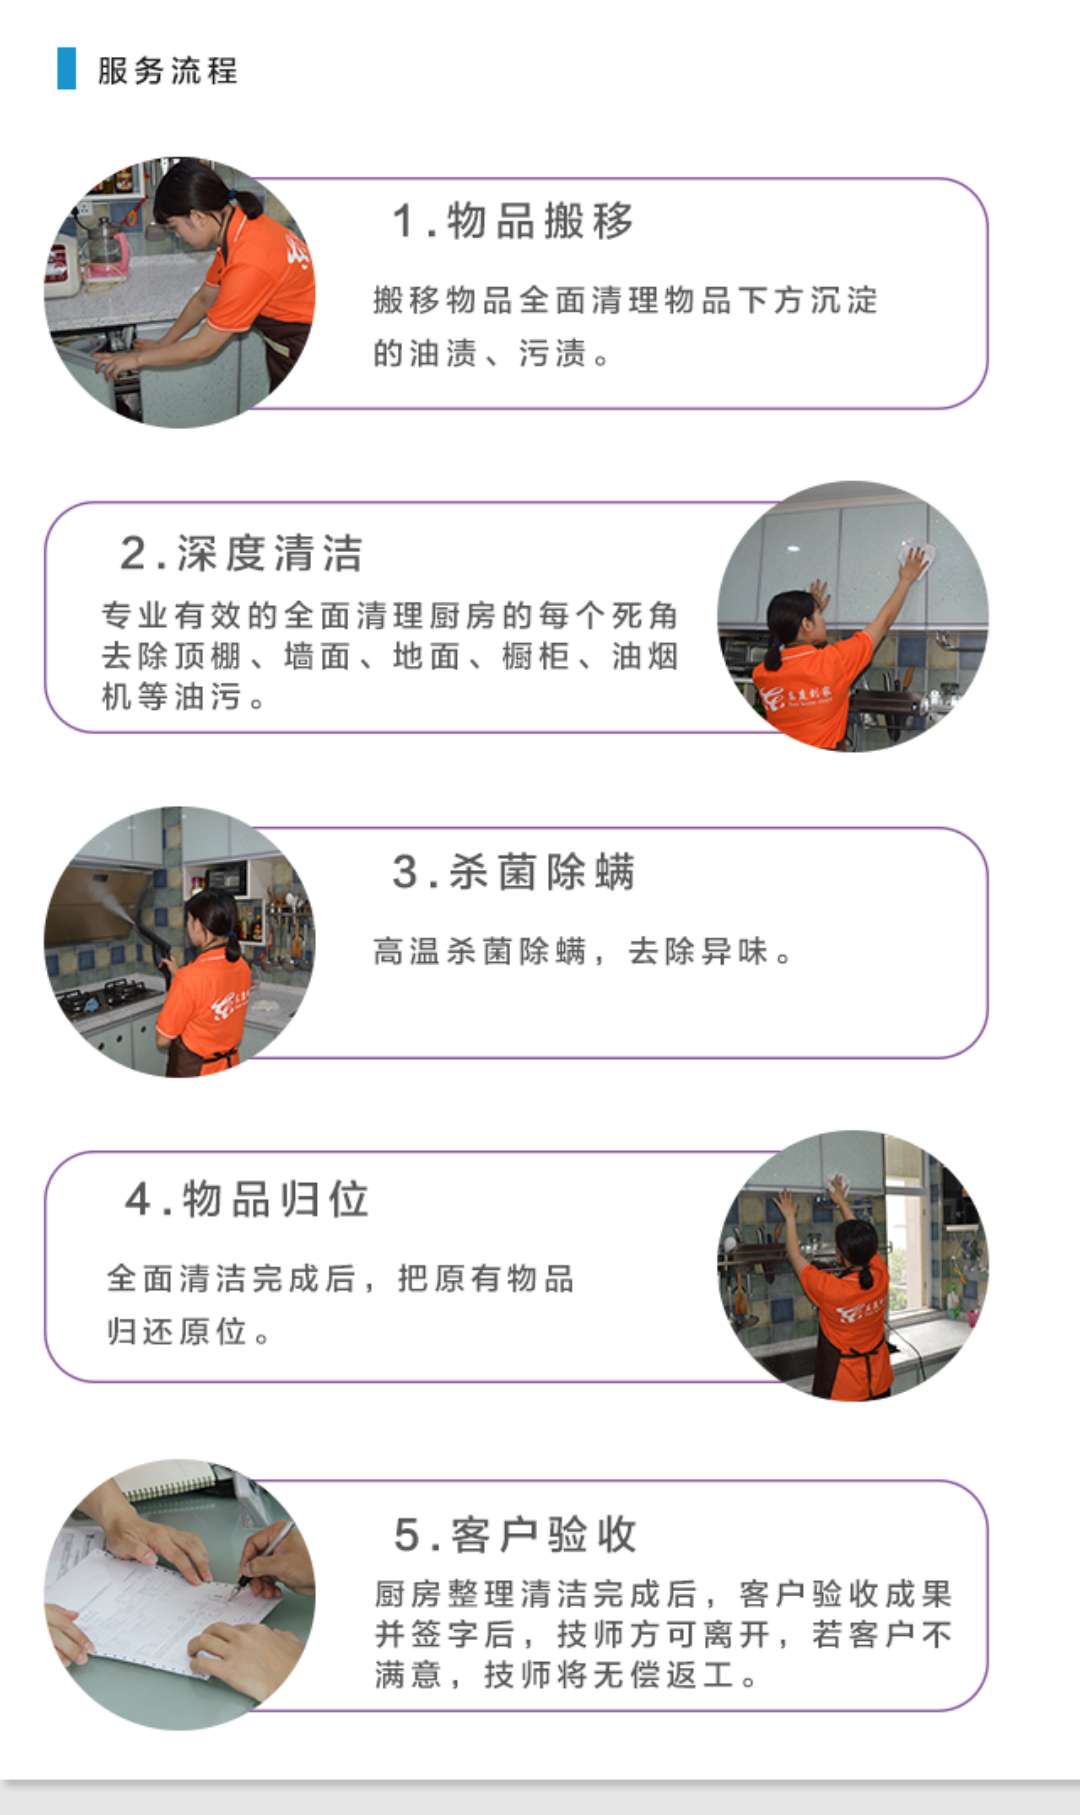 服务流程
1.物品搬移
搬移物品全面清理物品下方沉淀
的油渍、污渍。
2.深度清洁
专业有效的全面清理厨房的每个死角
去除顶棚、墙面、地面、橱柜、油烟
机等油污。
3.杀菌除螨
高温杀菌除螨，去除异味。
4.物品归位
全面清洁完成后，把原有物品
归还原位。
5.客户验收
厨房整理清洁完成后，客户验收成果
并签字后，技师方可离开，若客户不
满意，技师将无偿返工。